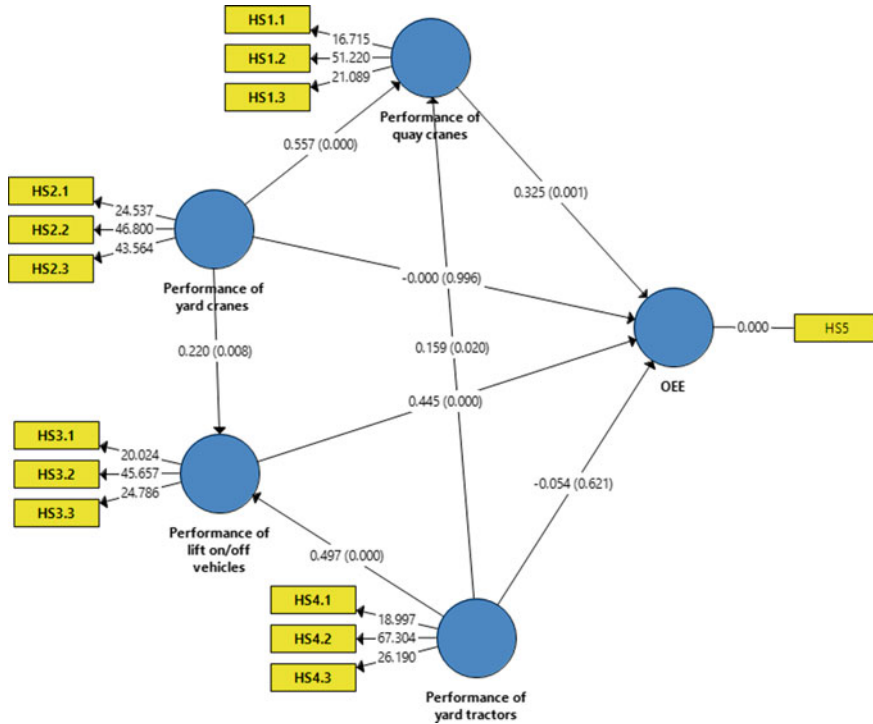 HS1.1
16.715
HS1.2
51.220
HS1.3
21.089
Performance of
quay cranes
0.557 (0.000)
0.325 (0.001)
HS2.1
24.537
HS2.2
46.800
HS2.3
43.564
Performance of
yard cranes
-0.000 (0.996)
0.000
HS5
OEE
0.220 (0.008)
0.159 (0.020)
0.445 (0.000)
HS3.1
20.024
HS3.2
45.657
HS3.3
24.786
Performance of
lift on/off
vehicles
-0.054 (0.621)
0.497 (0.000)
HS4.1
18.997
HS4.2
67.304
HS4.3
26.190
Performance of
yard tractors